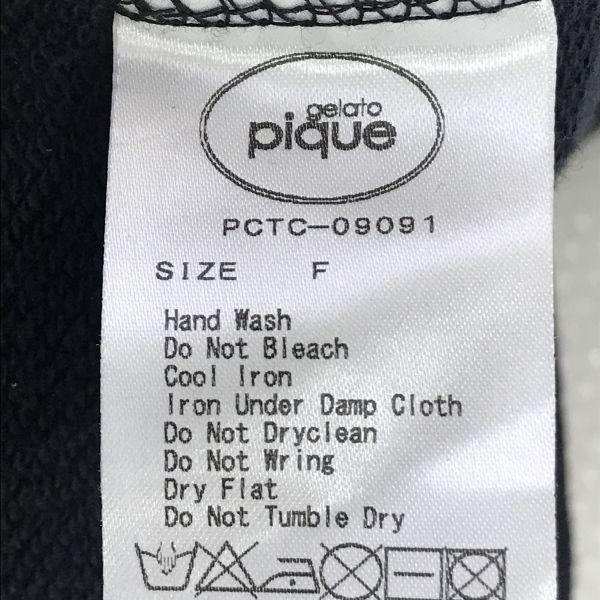 gelato
pique
PCTC-09091
SIZE F
Hand Wash
Do Not Bleach
Cool Iron
Iron Under Damp Cloth
Do Not Dryclean
Do Not Wring
Dry Flat
Do Not Tumble Dry